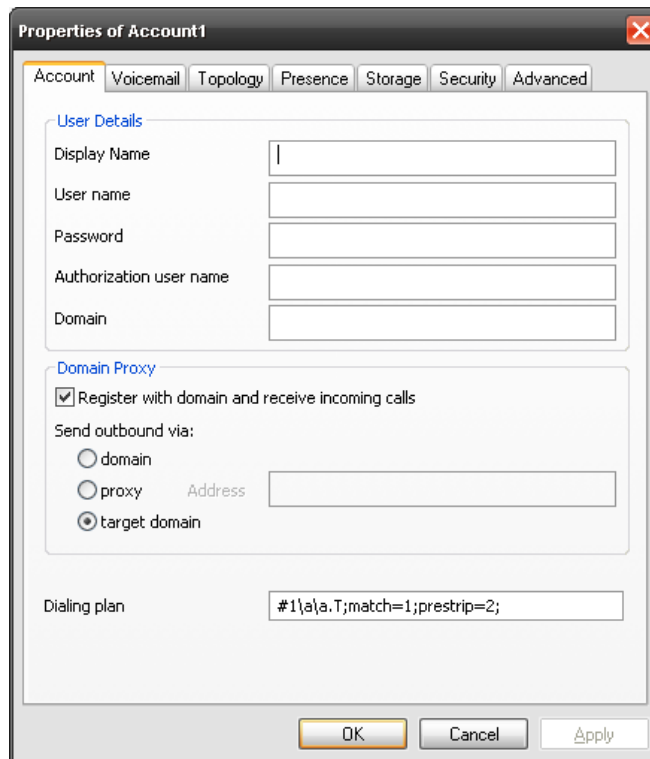 Properties of Account1
Account Voicemail Topology Presence Storage Security Advanced
User Details
Display Name
User name
Password
Authorization user name
Domain
Domain Proxy
Register with domain and receive incoming calls
Send outbound via:
domain
proxy Address
target domain
Dialing plan #1\a\a.T;match=1;prestrip=2;
OK Cancel Apply